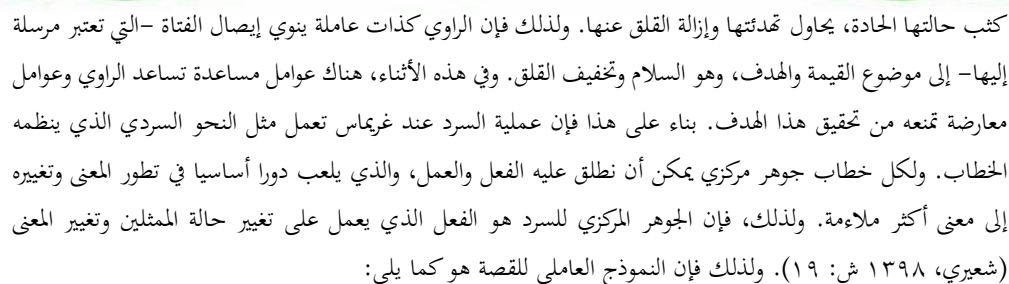 كثب حالتها الحادة، يحاول تهدئتها وإزالة القلق عنها. ولذلك فإن الراوي كذات عاملة ينوي إيصال الفتاة –التي تعتبر مرسلة
إليها– إلى موضوع القيمة والهدف، وهو السلام وتخفيف القلق. وفي هذه الأثناء، هناك عوامل مساعدة تساعد الراوي وعوامل
معارضة تمنعه من تحقيق هذا الهدف. بناء على هذا فإن عملية السرد عند غريماس تعمل مثل النحو السردي الذي ينظمه
الخطاب. ولكل خطاب جوهر مركزي يمكن أن نطلق عليه الفعل والعمل، والذي يلعب دورا أساسيا في تطور المعنى وتغييره
إلى معنى أكثر ملاءمة. ولذلك، فإن الجوهر المركزي للسرد هو الفعل الذي يعمل على تغيير حالة الممثلين وتغيير المعنى
(شعيري، ١٣٩٨ ش: ١٩). ولذلك فإن النموذج العاملي للقصة هو كما يلي: